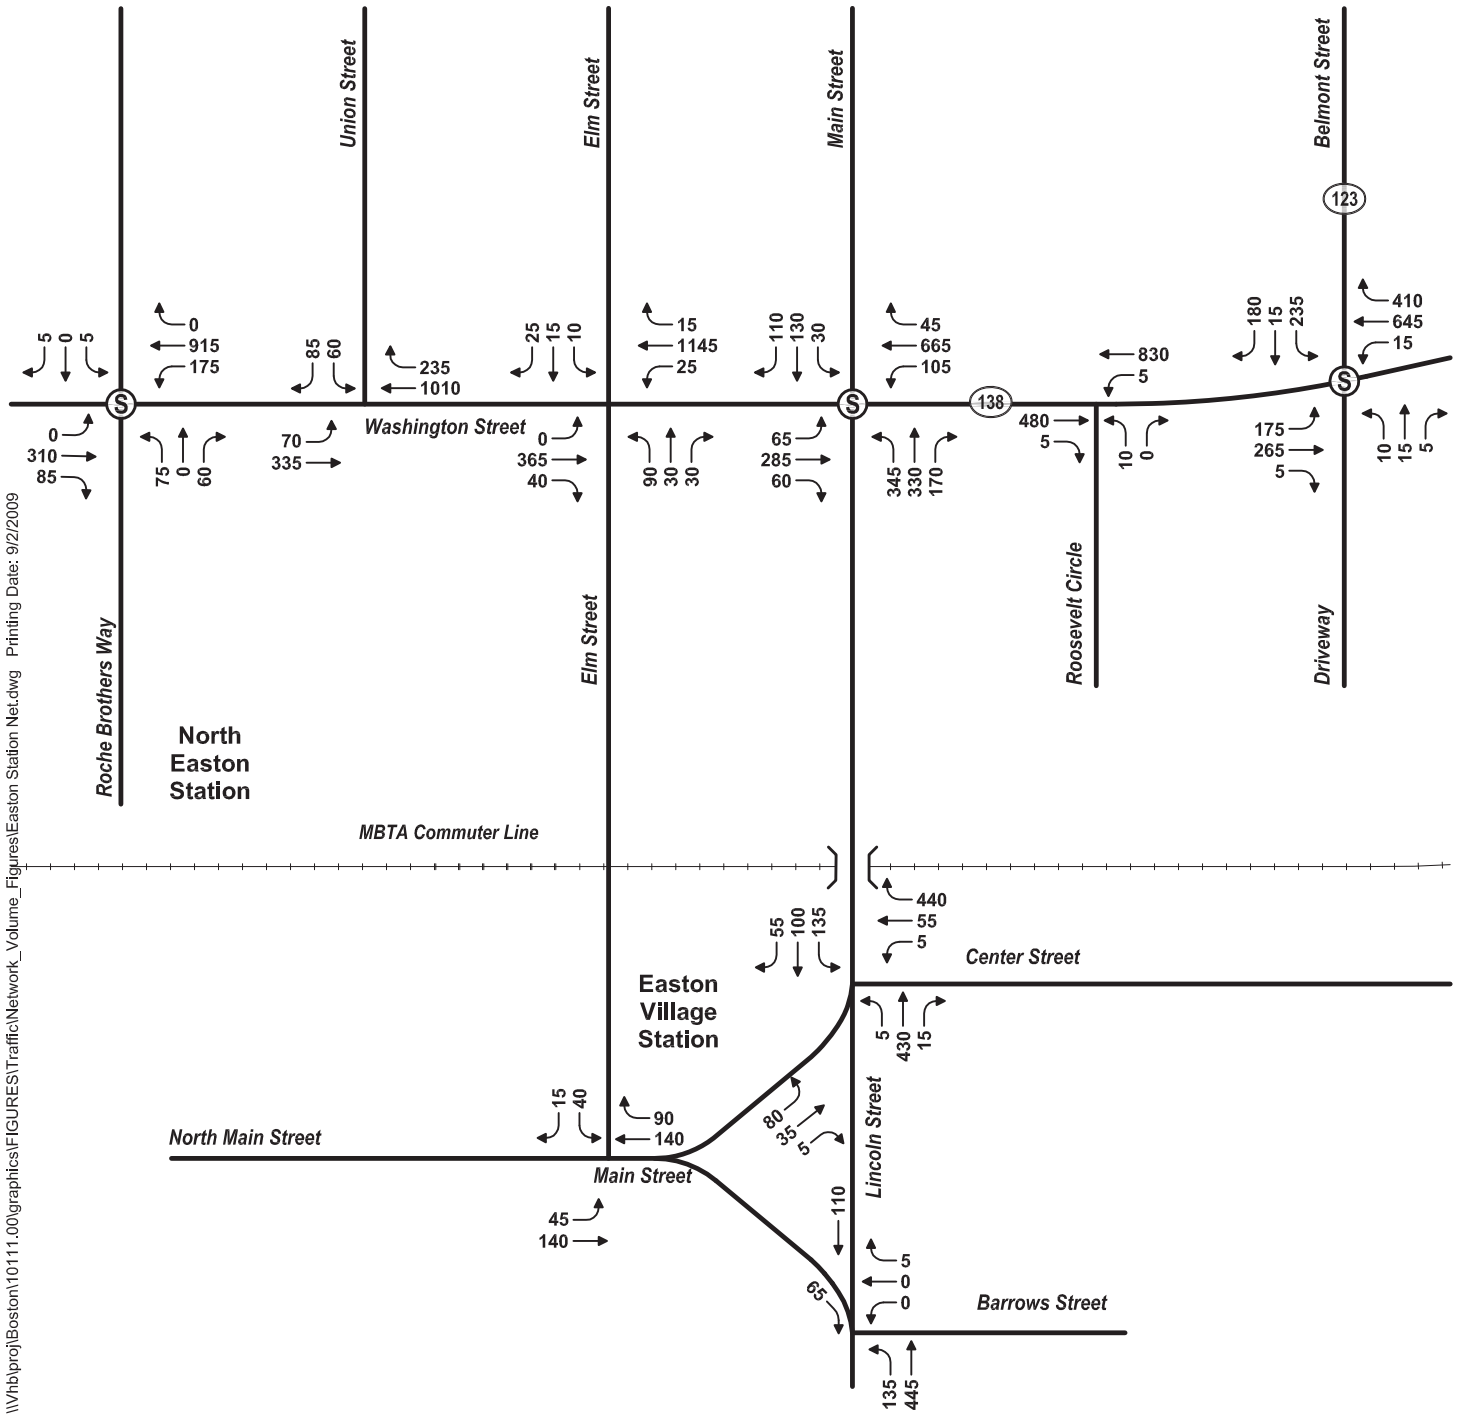 Union Street
Elm Street
Main Street
Belmont Street
123
5 0 5
0
915
175
85 60
235
1010
25 15 10
15
1145
25
110 130 30
45
665
105
830
5
180 15 235
410
645
15
S
S
138
S
Washington Street
0
310
85
75 0 60
70
335
0
365
40
90 30 30
65
285
60
345 330 170
480
5
10 0
175
265
5
10 15 5
Roche Brothers Way
Elm Street
Roosevelt Circle
Driveway
North
Easton
Station
MBTA Commuter Line
55 100 135
440
55
5
Center Street
Easton
Village
Station
5 430 15
Lincoln Street
80
35
5
15 40
90
140
North Main Street
Main Street
45
140
110
5
0
0
65
Barrows Street
135 445
\\Vhb\proj\Boston\10111.00\graphics\FIGURES\Traffic\Network_Volume_Figures\Easton Station Net.dwg Printing Date: 9/2/2009